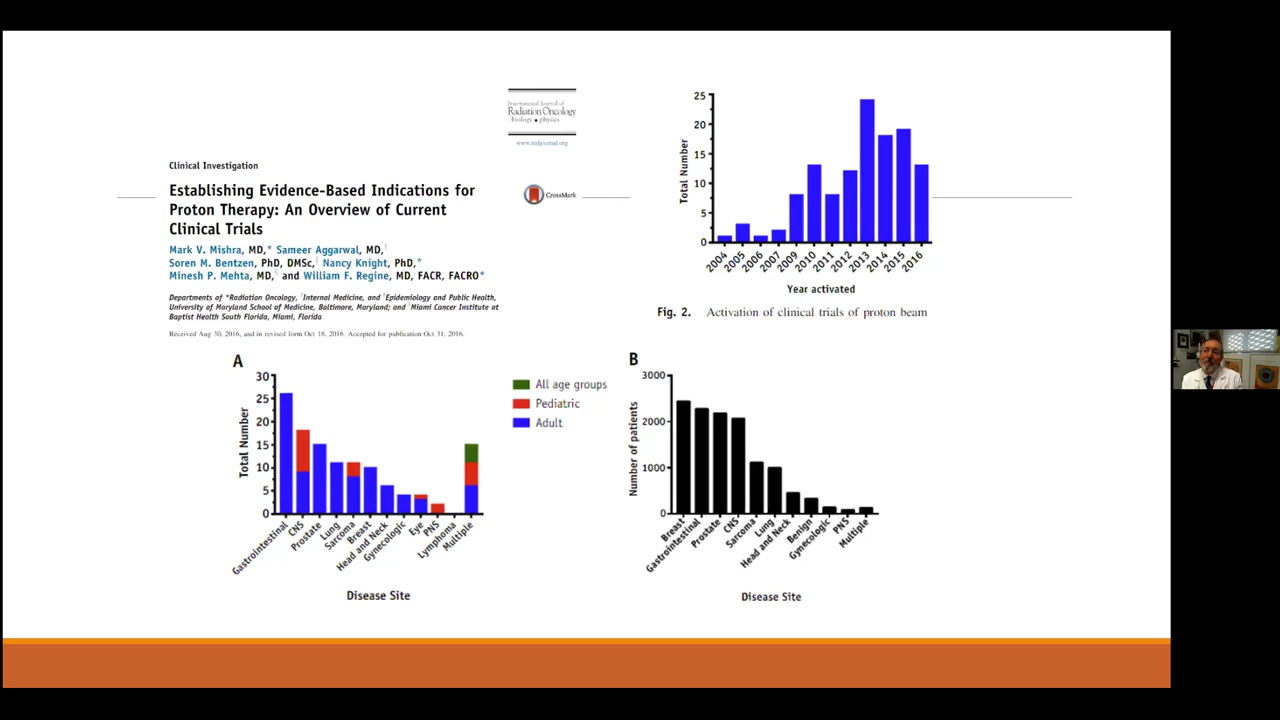 International Journal of
Radiation Oncology
biology • physics
www.redjournal.org
Clinical Investigation
Establishing Evidence-Based Indications for
Proton Therapy: An Overview of Current
Clinical Trials
CrossMark
Mark V. Mishra, MD,* Sameer Aggarwal, MD,†
Soren M. Bentzen, PhD, DMSc,‡ Nancy Knight, PhD,*
Minesh P. Mehta, MD,§ and William F. Regine, MD, FACR, FACRO*
Departments of *Radiation Oncology, †Internal Medicine, and ‡Epidemiology and Public Health,
University of Maryland School of Medicine, Baltimore, Maryland; and §Miami Cancer Institute at
Baptist Health South Florida, Miami, Florida
Received Aug 30, 2016, and in revised form Oct 18, 2016. Accepted for publication Oct 31, 2016.
Total Number
25
20
15
10
5
0
2004 2005 2006 2007 2009 2010 2011 2012 2013 2014 2015 2016
Year activated
Fig. 2. Activation of clinical trials of proton beam
A
Total Number
30
25
20
15
10
5
0
Gastrointestinal CNS Prostate Lung Sarcoma Breast Head and Neck Gynecologic Eye PNS Lymphoma Multiple
Disease Site
All age groups
Pediatric
Adult
B
Number of patients
3000
2000
1000
0
Breast Gastrointestinal Prostate CNS Sarcoma Lung Head and Neck Benign Gynecologic PNS Multiple
Disease Site